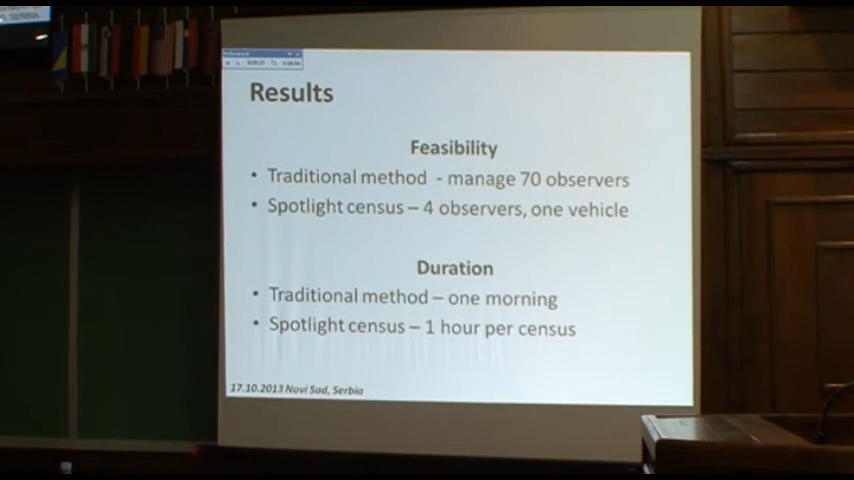 SERBIA
Results
Feasibility
• Traditional method - manage 70 observers
• Spotlight census – 4 observers, one vehicle
Duration
• Traditional method – one morning
• Spotlight census – 1 hour per census
17.10.2013 Novi Sad, Serbia